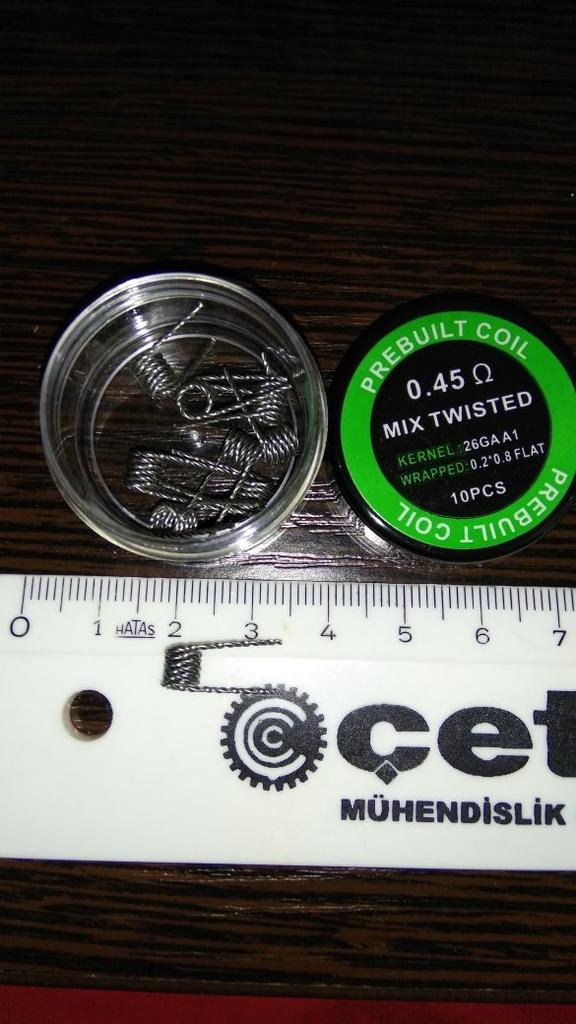 PREBUILT COIL
0.45 Ω
MIX TWISTED
KERNEL:26GA A1
WRAPPED:0.2*0.8 FLAT
10PCS
PREBUILT COIL
0 1 HATAS 2 3 4 5 6 7
çet
MÜHENDİSLİK